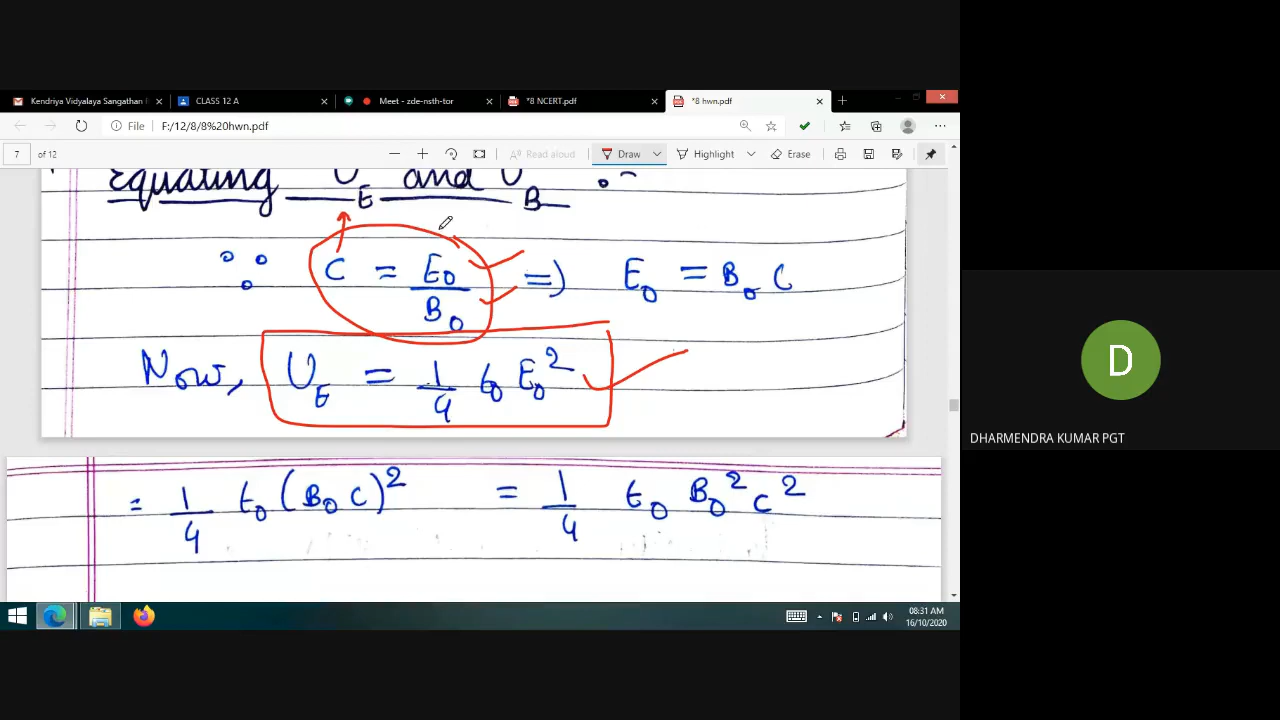 Kendriya Vidyalaya Sangathan
CLASS 12 A
Meet - zde-nsth-tor
*8 NCERT.pdf
*8 hwn.pdf
File F:/12/8/8%20hwn.pdf
7 of 12
Read aloud Draw Highlight Erase
Equating U_E and U_B :-
∵ C = E₀/B₀ ⇒ E₀ = B₀ C
Now, U_E = 1/4 ϵ₀ E₀²
= 1/4 ϵ₀ (B₀ C)² = 1/4 ϵ₀ B₀² C²
D
DHARMENDRA KUMAR PGT
08:31 AM
16/10/2020